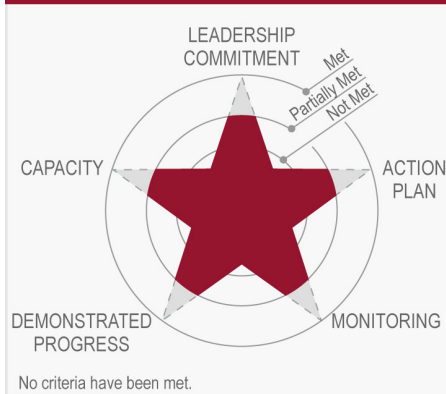 LEADERSHIP
COMMITMENT
Met
Partially Met
Not Met
CAPACITY
ACTION
PLAN
DEMONSTRATED
PROGRESS
MONITORING
No criteria have been met.